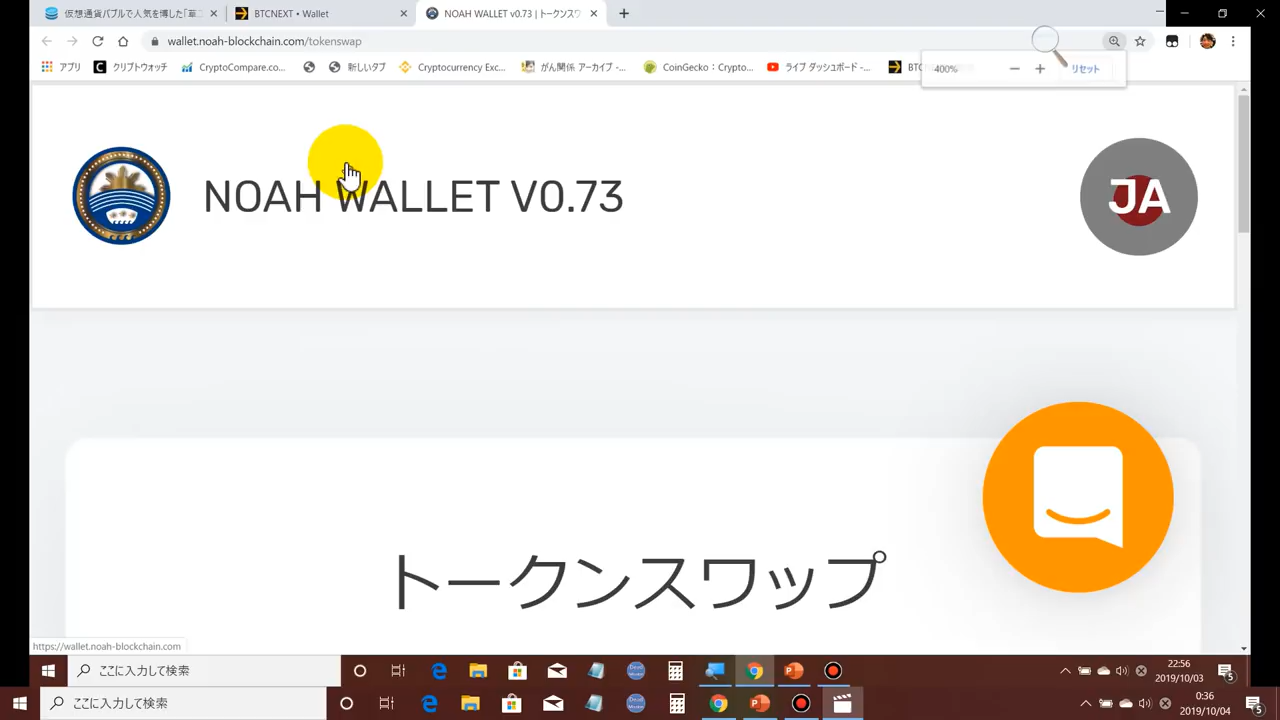 仮想通貨バブルで人気を博した「草コ
BTCNEXT • Wallet
NOAH WALLET v0.73 | トークンスワ
wallet.noah-blockchain.com/tokenswap
アプリ
クリプトウォッチ
CryptoCompare.co...
新しいタブ
Cryptocurrency Exc...
がん関係 アーカイブ -...
CoinGecko : Crypto...
ライブ ダッシュボード -...
400%
リセット
NOAH WALLET V0.73
JA
トークンスワップ
https://wallet.noah-blockchain.com
ここに入力して検索
22:56
2019/10/03
5
ここに入力して検索
0:36
2019/10/04
5